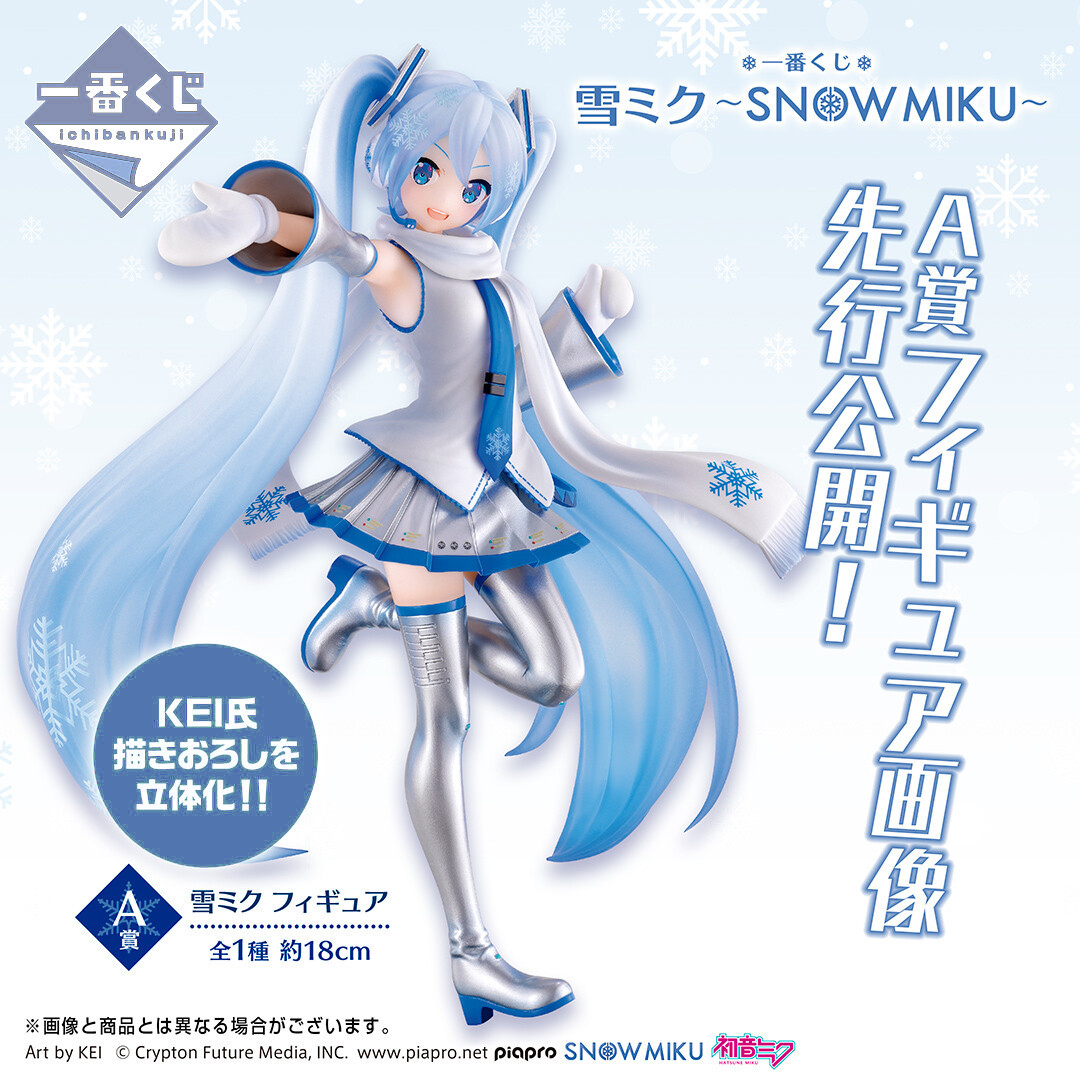 一番くじ
ichibankuji
一番くじ
雪ミク~SNOW MIKU~
A賞フィギュア画像
先行公開!
KEI氏
描きおろしを
立体化!!
A
賞
雪ミク フィギュア
全1種 約18cm
※画像と商品とは異なる場合がございます。
Art by KEI © Crypton Future Media, INC. www.piapro.net piapro SNOW MIKU 初音ミク
HATSUNE MIKU